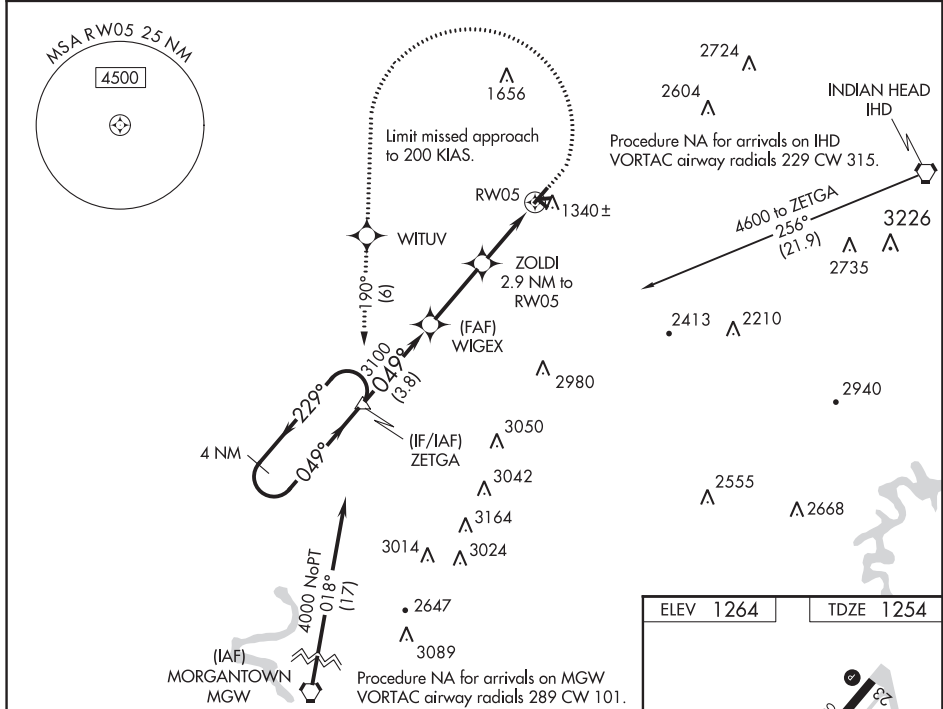 MSA RW05 25 NM
4500
1656
2724
2604
INDIAN HEAD
IHD
Limit missed approach
to 200 KIAS.
Procedure NA for arrivals on IHD
VORTAC airway radials 229 CW 315.
RW05
1340±
4600 to ZETGA
256°
(21.9)
3226
2735
WITUV
ZOLDI
2.9 NM to
RW05
190°
(6)
(FAF)
WIGEX
2413
2210
3100
049°
(3.8)
2980
2940
229°
049°
4 NM
(IF/IAF)
ZETGA
3050
3042
2555
2668
3164
3014
3024
4000 NoPT
018°
(17)
2647
3089
(IAF)
MORGANTOWN
MGW
Procedure NA for arrivals on MGW
VORTAC airway radials 289 CW 101.
ELEV 1264
TDZE 1254
P
23